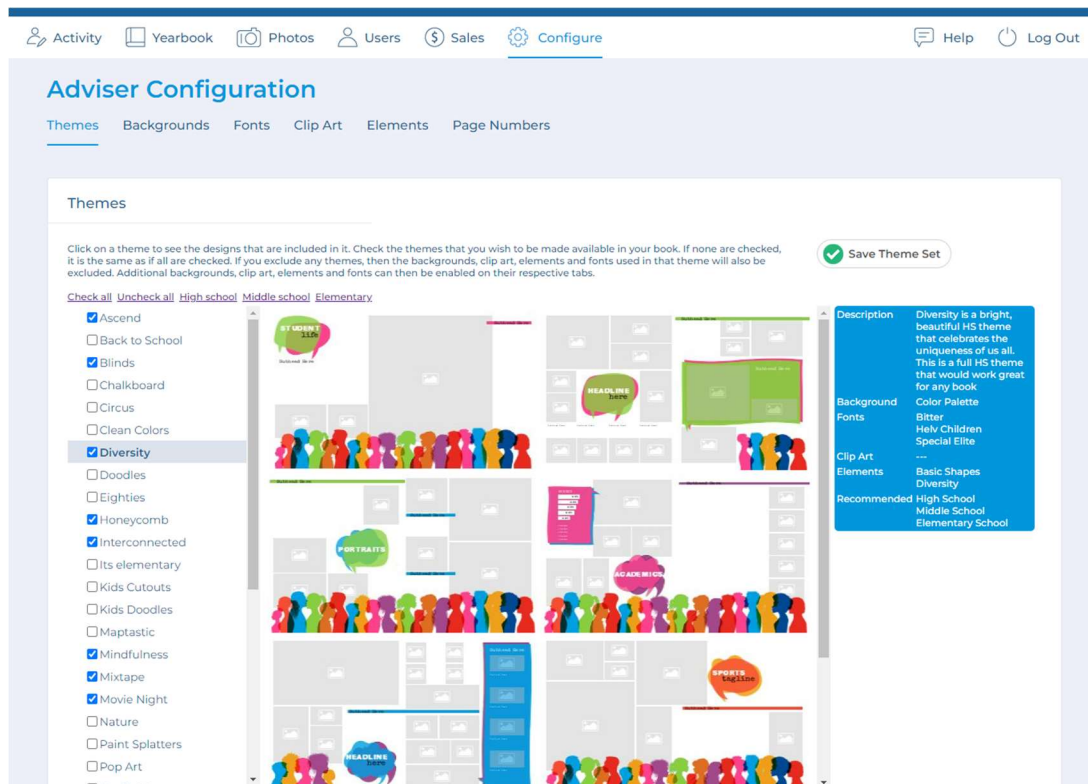 Activity
Yearbook
Photos
Users
Sales
Configure
Help
Log Out
Adviser Configuration
Themes
Backgrounds
Fonts
Clip Art
Elements
Page Numbers
Themes
Click on a theme to see the designs that are included in it. Check the themes that you wish to be made available in your book. If none are checked,
it is the same as if all are checked. If you exclude any themes, then the backgrounds, clip art, elements and fonts used in that theme will also be
excluded. Additional backgrounds, clip art, elements and fonts can then be enabled on their respective tabs.
Save Theme Set
Check all Uncheck all High school Middle school Elementary
Ascend
Back to School
Blinds
Chalkboard
Circus
Clean Colors
Diversity
Doodles
Eighties
Honeycomb
Interconnected
Its elementary
Kids Cutouts
Kids Doodles
Maptastic
Mindfulness
Mixtape
Movie Night
Nature
Paint Splatters
Pop Art
STUDENT
life
HEADLINE
here
PORTRAITS
ACADEMICS
HEADLINE
here
SPORTS
tagline
Description
Diversity is a bright,
beautiful HS theme
that celebrates the
uniqueness of us all.
This is a full HS theme
that would work great
for any book
Background Color Palette
Fonts Bitter
Helv Children
Special Elite
Clip Art ---
Elements Basic Shapes
Diversity
Recommended High School
Middle School
Elementary School